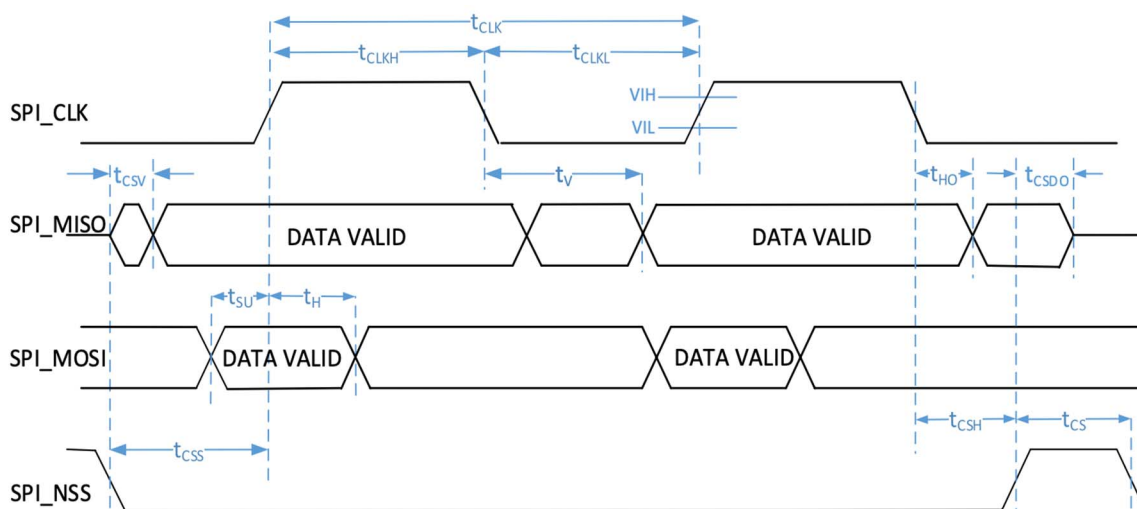 tCLK
tCLKH tCLKL
SPI_CLK
VIH
VIL
tCSV tV tHO tCSDO
SPI_MISO DATA VALID DATA VALID
tSU tH
SPI_MOSI DATA VALID DATA VALID
tCSS tCSH tCS
SPI_NSS